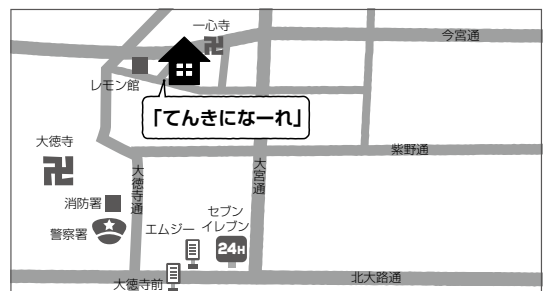 一心寺
今宮通
レモン館
「てんきになーれ」
大徳寺
紫野通
大徳寺通
大宮通
消防署
警察署
エムジー
セブン
イレブン
24H
大徳寺前
北大路通